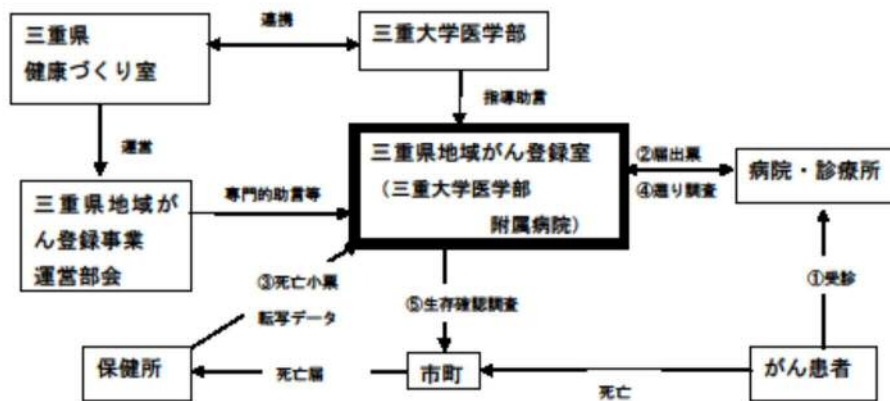 三重県
健康づくり室
連携
三重大学医学部
指導助言
運営
三重県地域がん登録室
(三重大学医学部
附属病院)
②届出票
④遡り調査
病院・診療所
三重県地域が
ん登録事業
運営部会
専門的助言等
③死亡小票
転写データ
⑤生存確認調査
①受診
保健所
死亡届
市町
死亡
がん患者